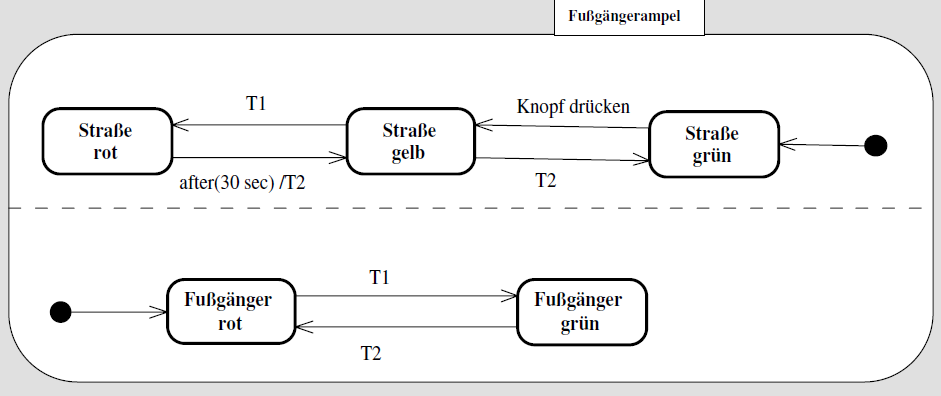 Fußgängerampel
T1
Knopf drücken
Straße
rot
Straße
gelb
Straße
grün
after(30 sec) /T2
T2
T1
Fußgänger
rot
Fußgänger
grün
T2